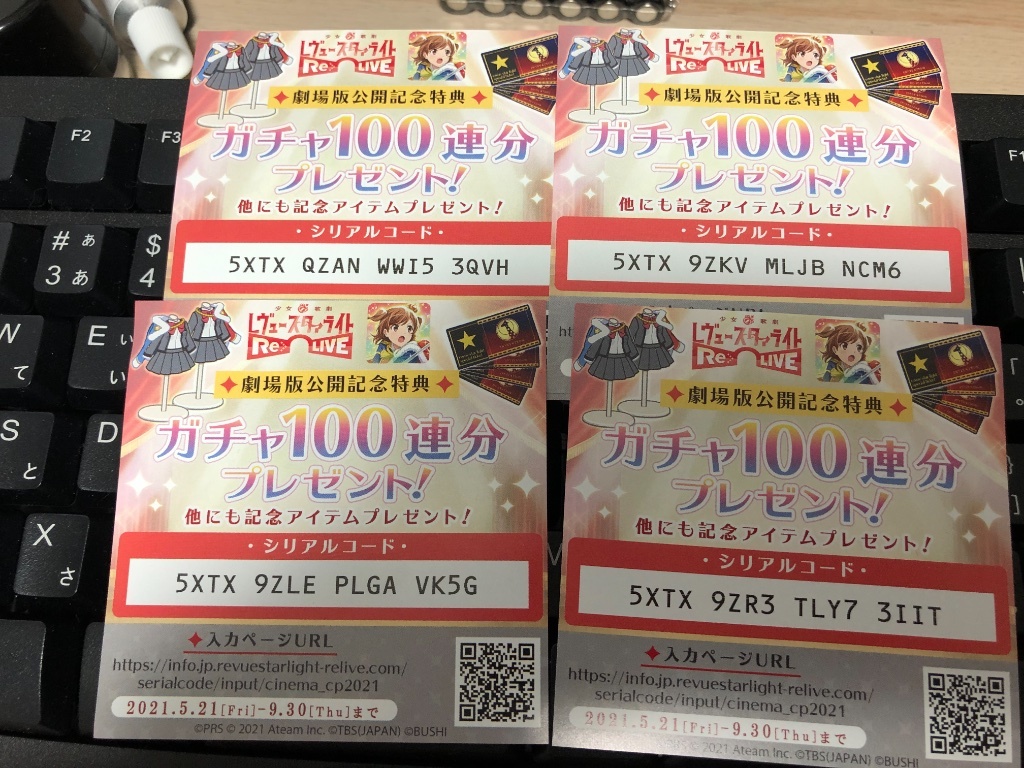 少女歌劇
レヴュースタァライト
Re LIVE
劇場版公開記念特典
ガチャ100連分
プレゼント!
他にも記念アイテムプレゼント!
・シリアルコード・
5XTX QZAN WWI5 3QVH
少女歌劇
レヴュースタァライト
Re LIVE
劇場版公開記念特典
ガチャ100連分
プレゼント!
他にも記念アイテムプレゼント!
・シリアルコード・
5XTX 9ZKV MLJB NCM6
少女歌劇
レヴュースタァライト
Re LIVE
劇場版公開記念特典
ガチャ100連分
プレゼント!
他にも記念アイテムプレゼント!
・シリアルコード・
5XTX 9ZLE PLGA VK5G
入力ページURL
https://info.jp.revuestarlight-relive.com/
serialcode/input/cinema_cp2021
2021.5.21[Fri]-9.30[Thu]まで
©PRS © 2021 Ateam Inc. ©TBS(JAPAN) ©BUSHI
少女歌劇
レヴュースタァライト
Re LIVE
劇場版公開記念特典
ガチャ100連分
プレゼント!
他にも記念アイテムプレゼント!
・シリアルコード・
5XTX 9ZR3 TLY7 3IIT
入力ページURL
https://info.jp.revuestarlight-relive.com/
serialcode/input/cinema_cp2021
2021.5.21[Fri]-9.30[Thu]まで
© 2021 Ateam Inc. ©TBS(JAPAN) ©BUSHI
F2
F3
# ぁ
3 あ
$
4
W
て
E ぃ
い
S
と
D
X
さ